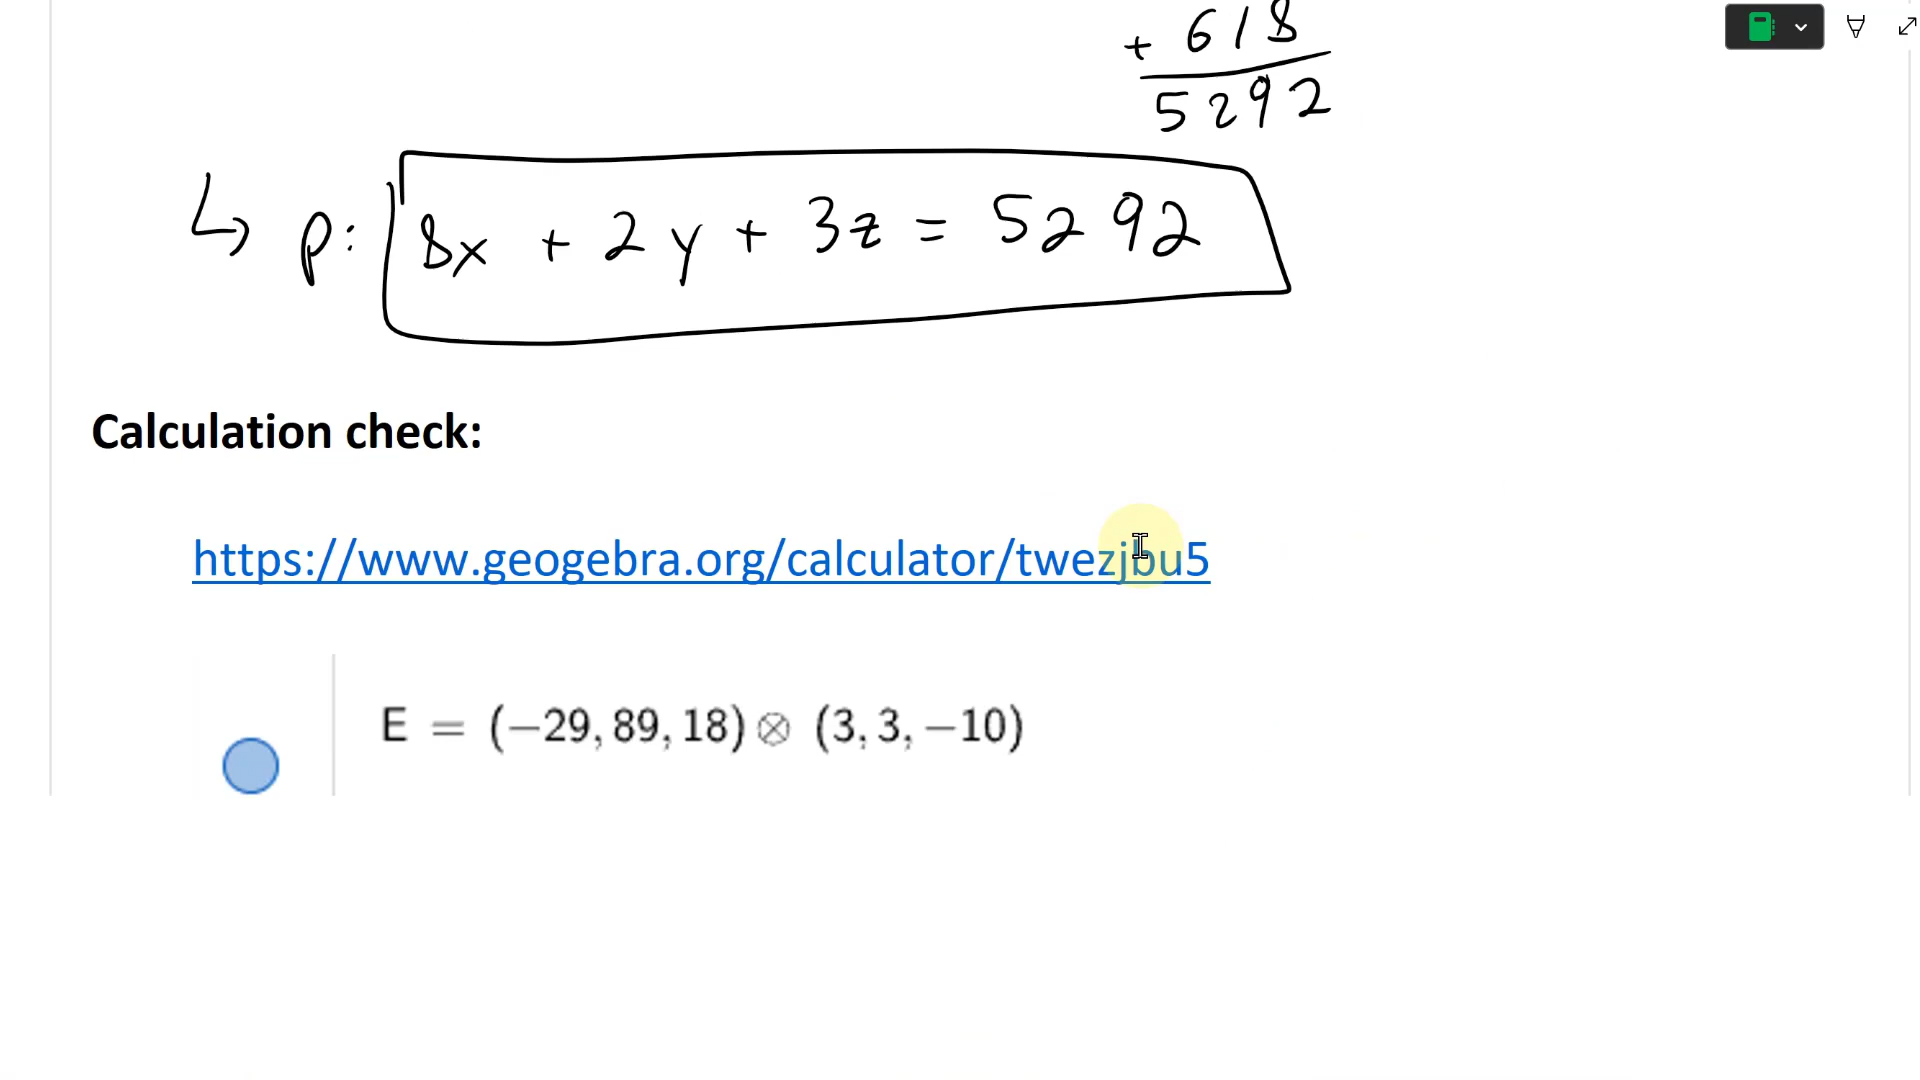 + 618
5292
↳ p: 8x + 2y + 3z = 5292
Calculation check:
https://www.geogebra.org/calculator/twezjbu5
E = (−29, 89, 18) ⊗ (3, 3, −10)